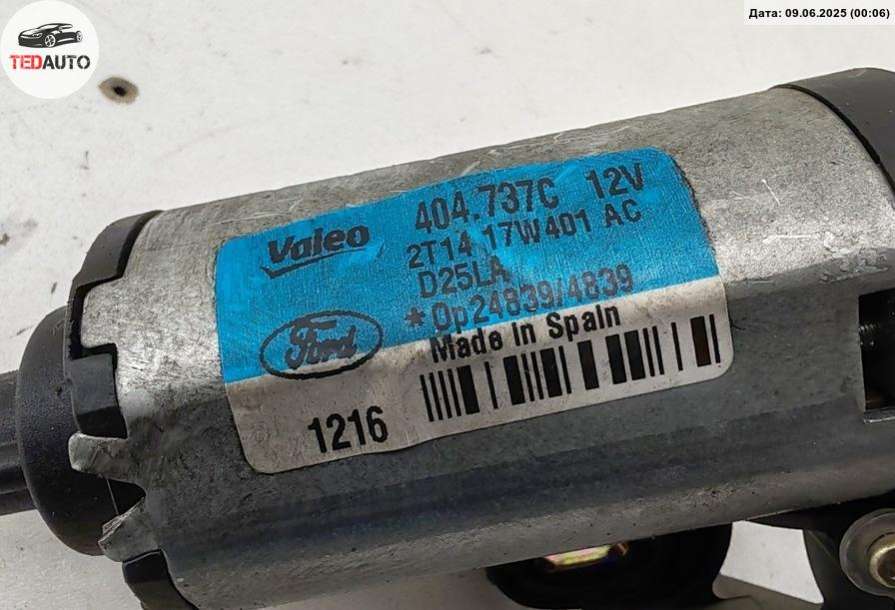 Дата: 09.06.2025 (00:06)
TEDAUTO
Valeo
404.737C 12V
2T14 17W401 AC
D25LA
*Op24839/4839
Ford
Made in Spain
1216